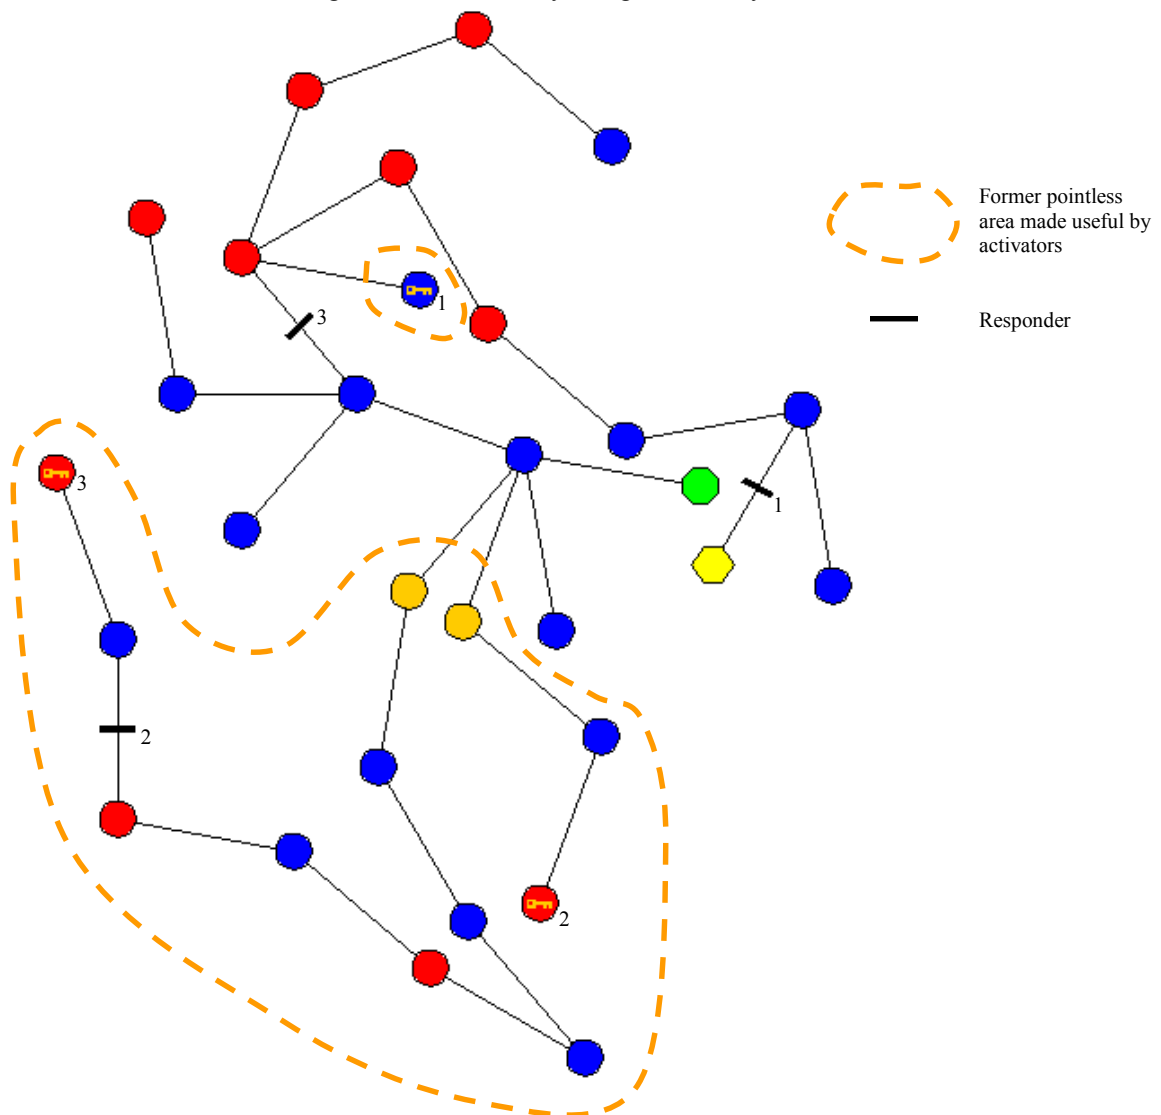 Former pointless
area made useful by
activators
1
3
Responder
3
1
2
2